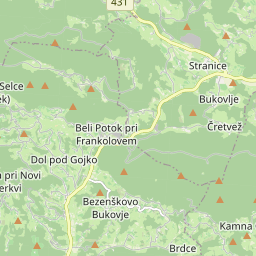 431
Stranice
Selce
ek)
Bukovlje
Beli Potok pri
Frankolovem
Čretvež
Dol pod Gojko
a pri Novi
erkvi
Bezenškovo
Bukovje
Kamna
Brdce